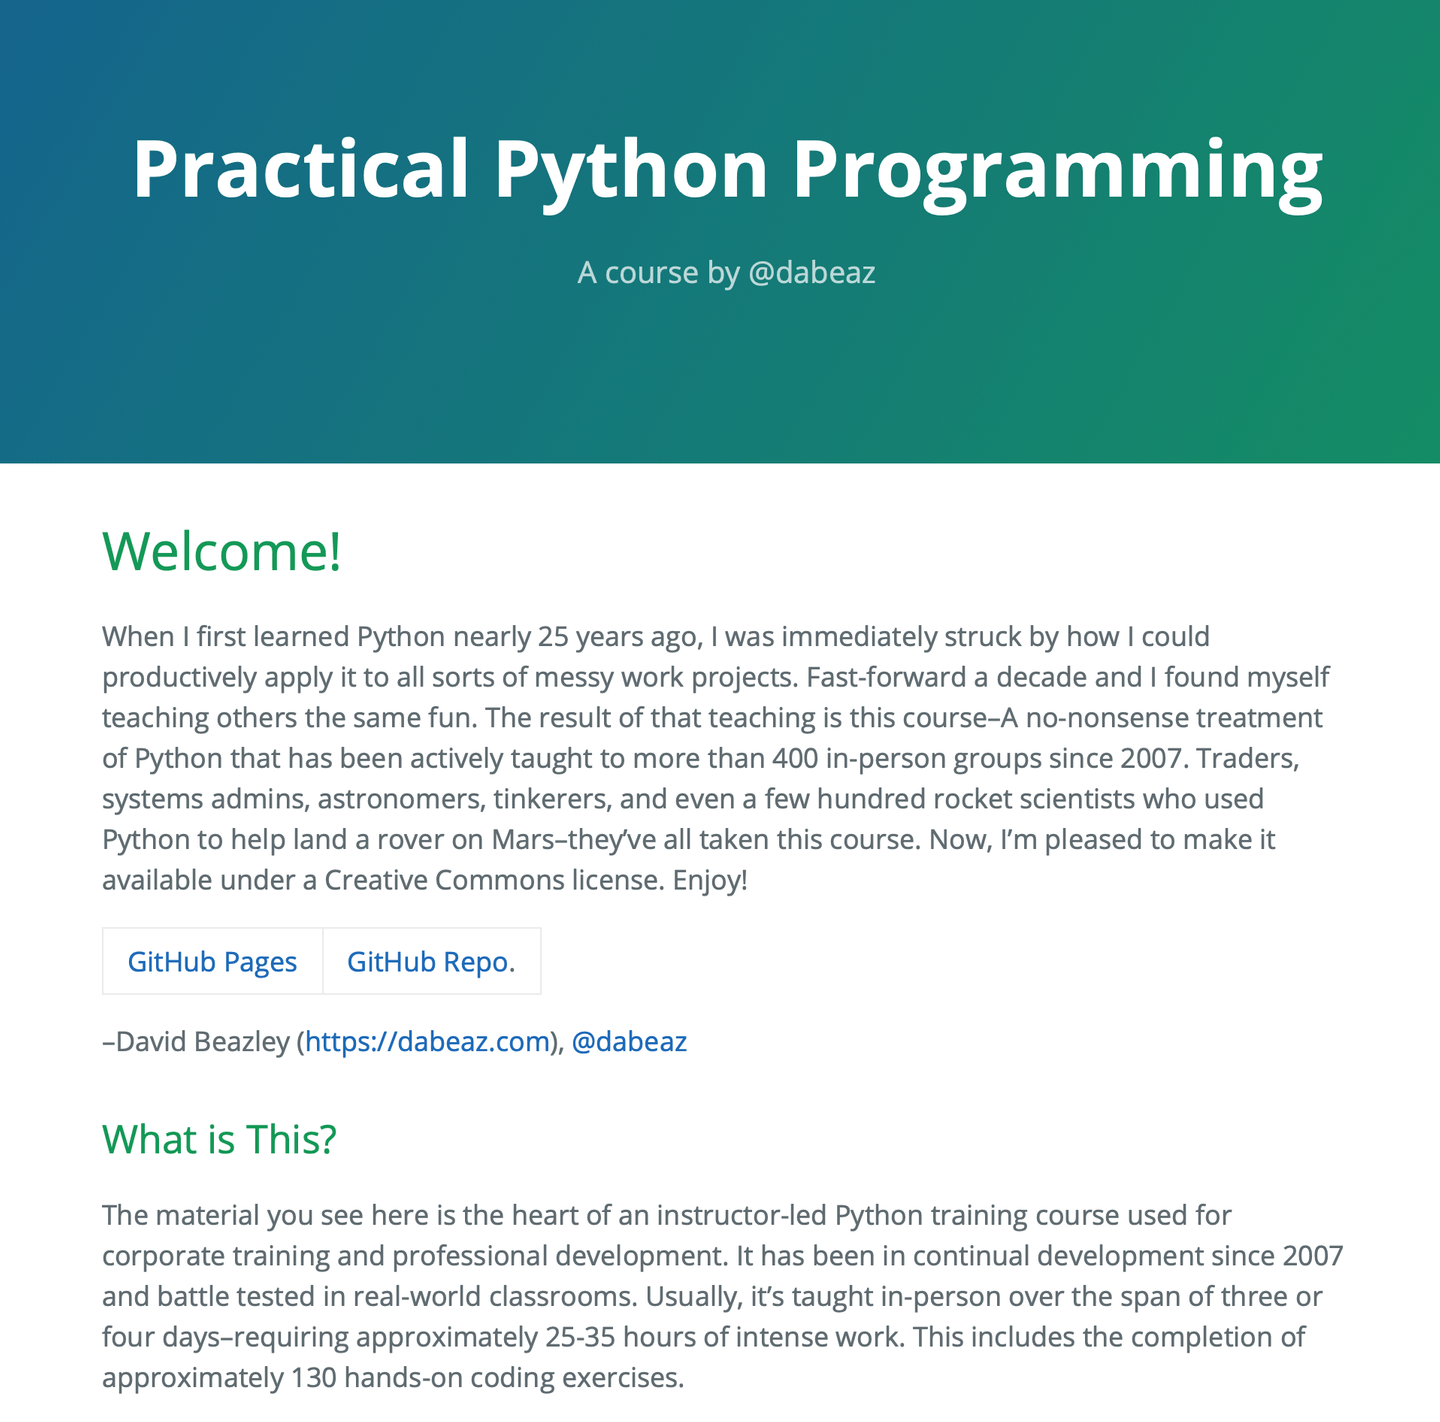 Practical Python Programming
A course by @dabeaz
Welcome!
When I first learned Python nearly 25 years ago, I was immediately struck by how I could
productively apply it to all sorts of messy work projects. Fast-forward a decade and I found myself
teaching others the same fun. The result of that teaching is this course–A no-nonsense treatment
of Python that has been actively taught to more than 400 in-person groups since 2007. Traders,
systems admins, astronomers, tinkerers, and even a few hundred rocket scientists who used
Python to help land a rover on Mars–they’ve all taken this course. Now, I’m pleased to make it
available under a Creative Commons license. Enjoy!
GitHub Pages GitHub Repo.
–David Beazley (https://dabeaz.com), @dabeaz
What is This?
The material you see here is the heart of an instructor-led Python training course used for
corporate training and professional development. It has been in continual development since 2007
and battle tested in real-world classrooms. Usually, it’s taught in-person over the span of three or
four days–requiring approximately 25-35 hours of intense work. This includes the completion of
approximately 130 hands-on coding exercises.